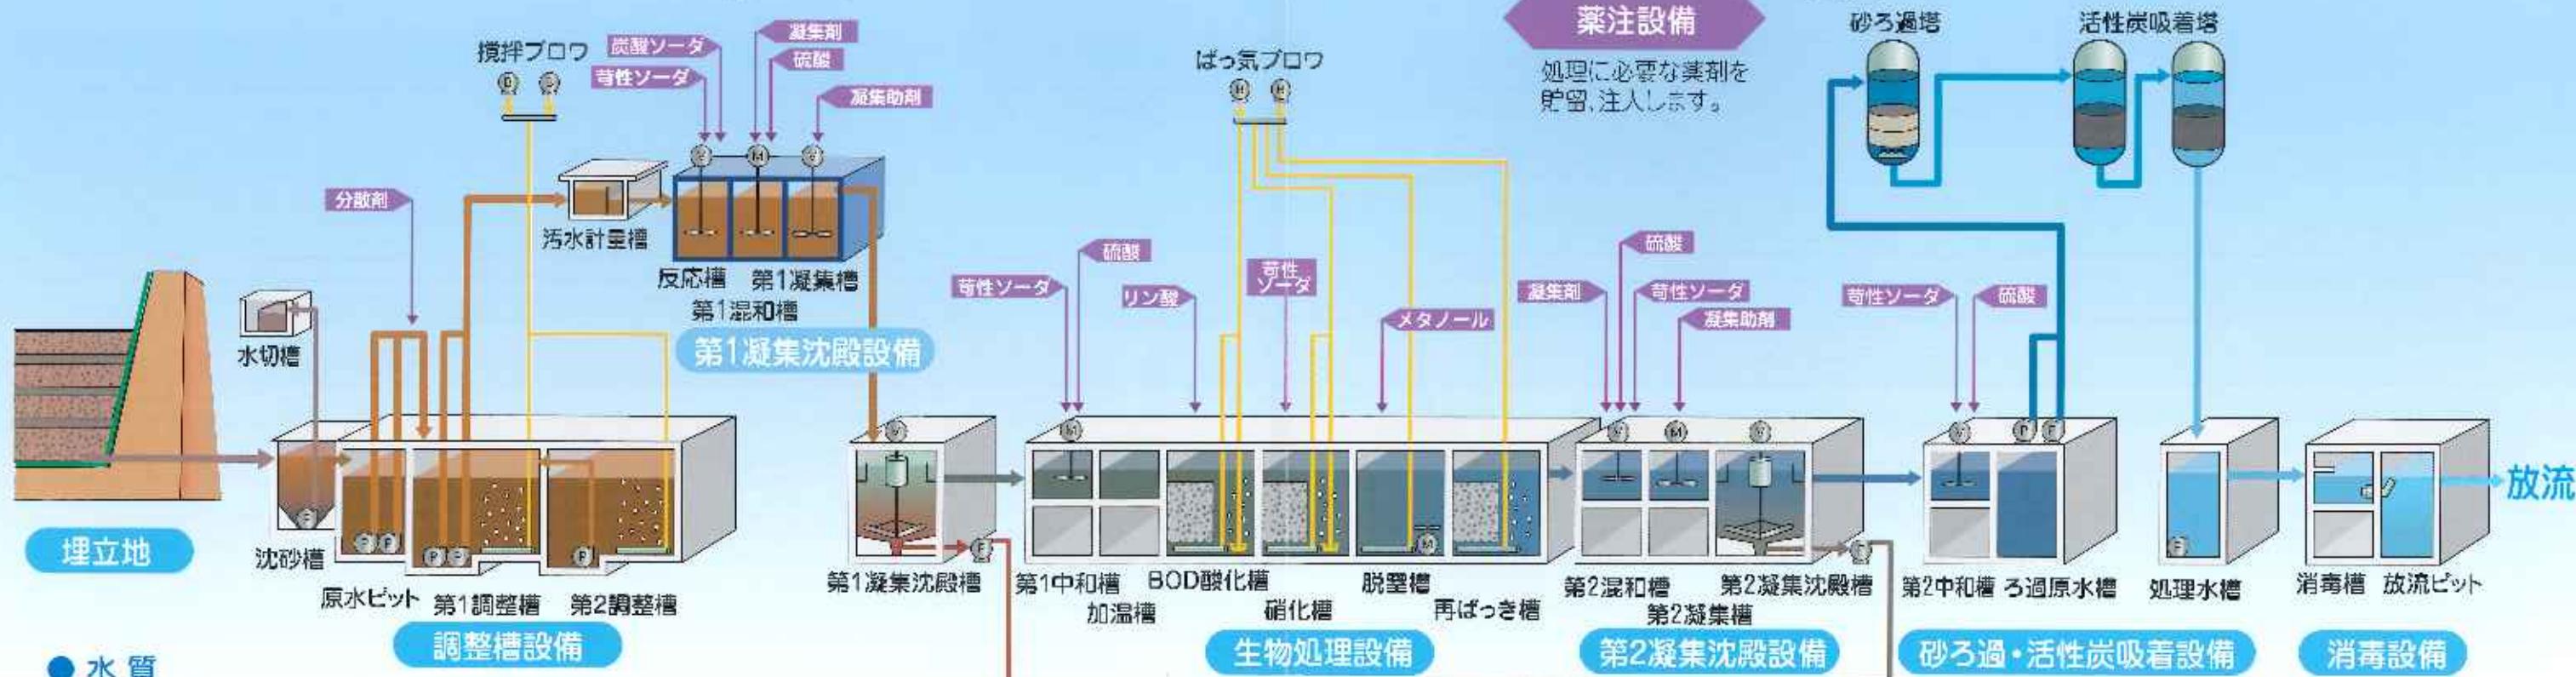 薬注設備
処理に必要な薬剤を
貯留、注入します。
砂ろ過塔
活性炭吸着塔
撹拌ブロワ
炭酸ソーダ
苛性ソーダ
凝集剤
硫酸
凝集助剤
ばっ気ブロワ
分散剤
汚水計量槽
反応槽
第1凝集槽
第1混和槽
第1凝集沈殿設備
水切槽
苛性ソーダ
硫酸
リン酸
苛性
ソーダ
メタノール
凝集剤
硫酸
苛性ソーダ
凝集助剤
苛性ソーダ
硫酸
放流
埋立地
沈砂槽
原水ピット
第1調整槽
第2調整槽
調整槽設備
第1凝集沈殿槽
第1中和槽
加温槽
BOD酸化槽
硝化槽
脱窒槽
再ばっき槽
生物処理設備
第2混和槽
第2凝集槽
第2凝集沈殿槽
第2凝集沈殿設備
第2中和槽
ろ過原水槽
砂ろ過・活性炭吸着設備
処理水槽
消毒槽
放流ピット
消毒設備
●水質